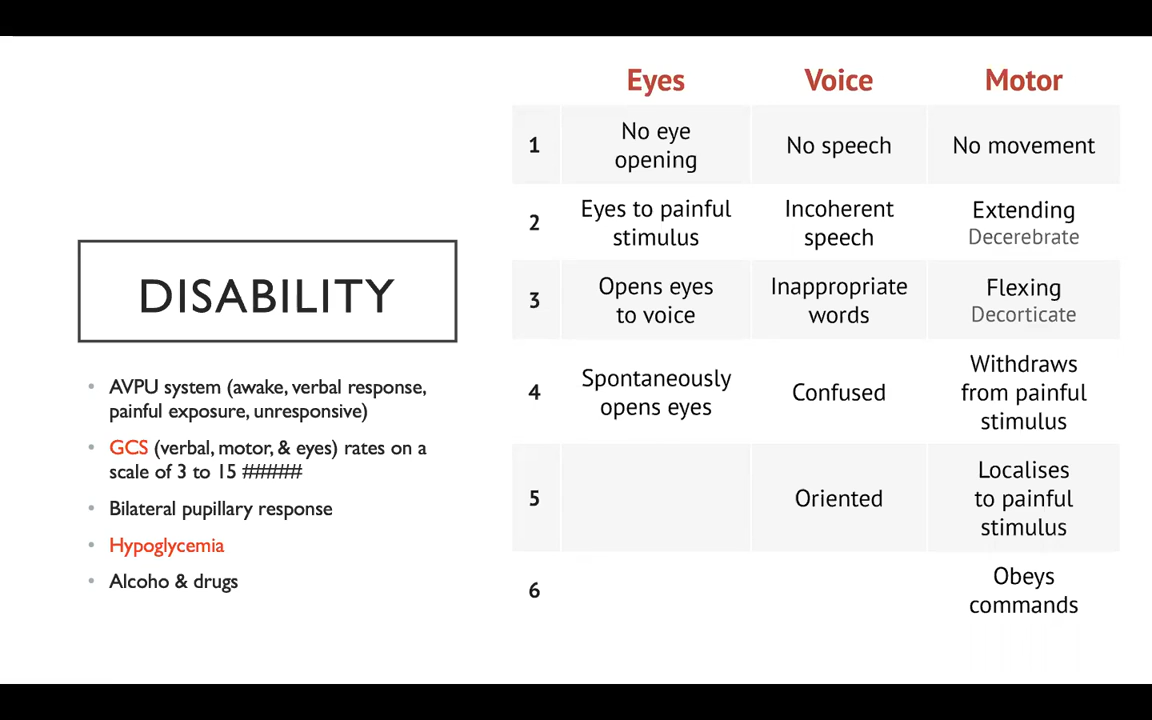 DISABILITY
• AVPU system (awake, verbal response,
painful exposure, unresponsive)
• GCS (verbal, motor, & eyes) rates on a
scale of 3 to 15 ######
• Bilateral pupillary response
• Hypoglycemia
• Alcoho & drugs
Eyes Voice Motor
1 No eye opening No speech No movement
2 Eyes to painful stimulus Incoherent speech Extending Decerebrate
3 Opens eyes to voice Inappropriate words Flexing Decorticate
4 Spontaneously opens eyes Confused Withdraws from painful stimulus
5 Oriented Localises to painful stimulus
6 Obeys commands